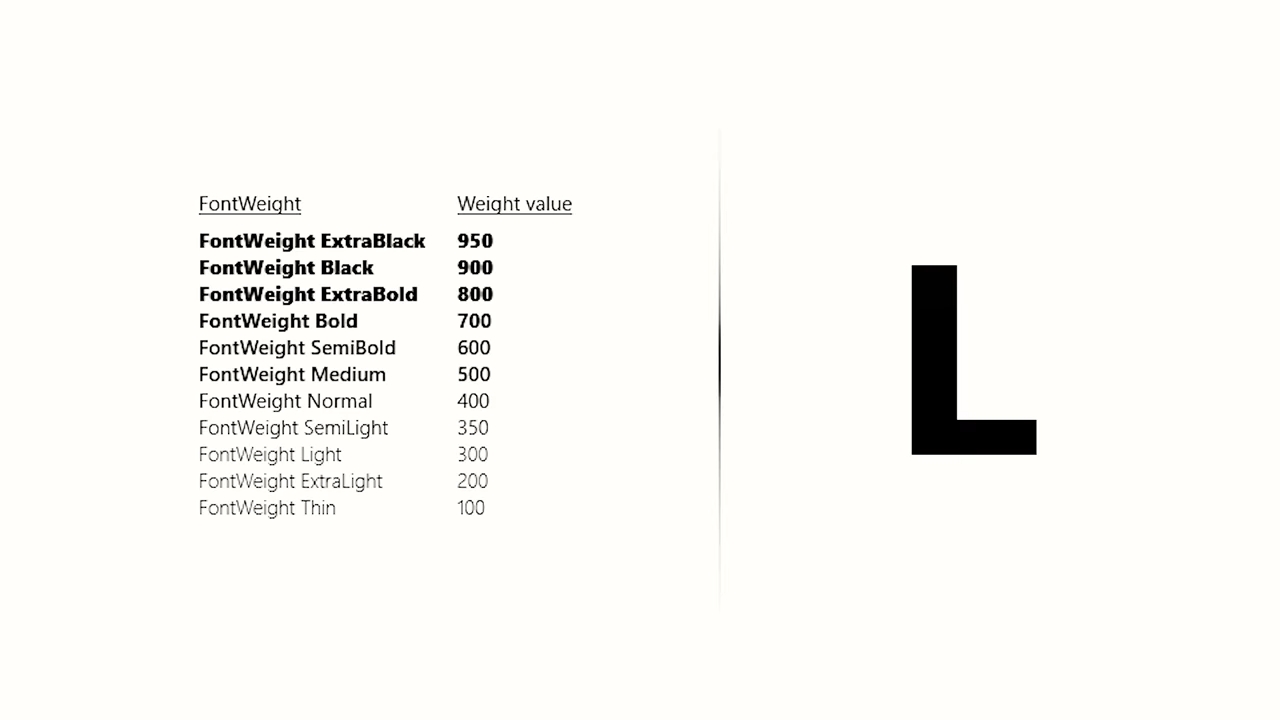 FontWeight Weight value
FontWeight ExtraBlack 950
FontWeight Black 900
FontWeight ExtraBold 800
FontWeight Bold 700
FontWeight SemiBold 600
FontWeight Medium 500
FontWeight Normal 400
FontWeight SemiLight 350
FontWeight Light 300
FontWeight ExtraLight 200
FontWeight Thin 100
L